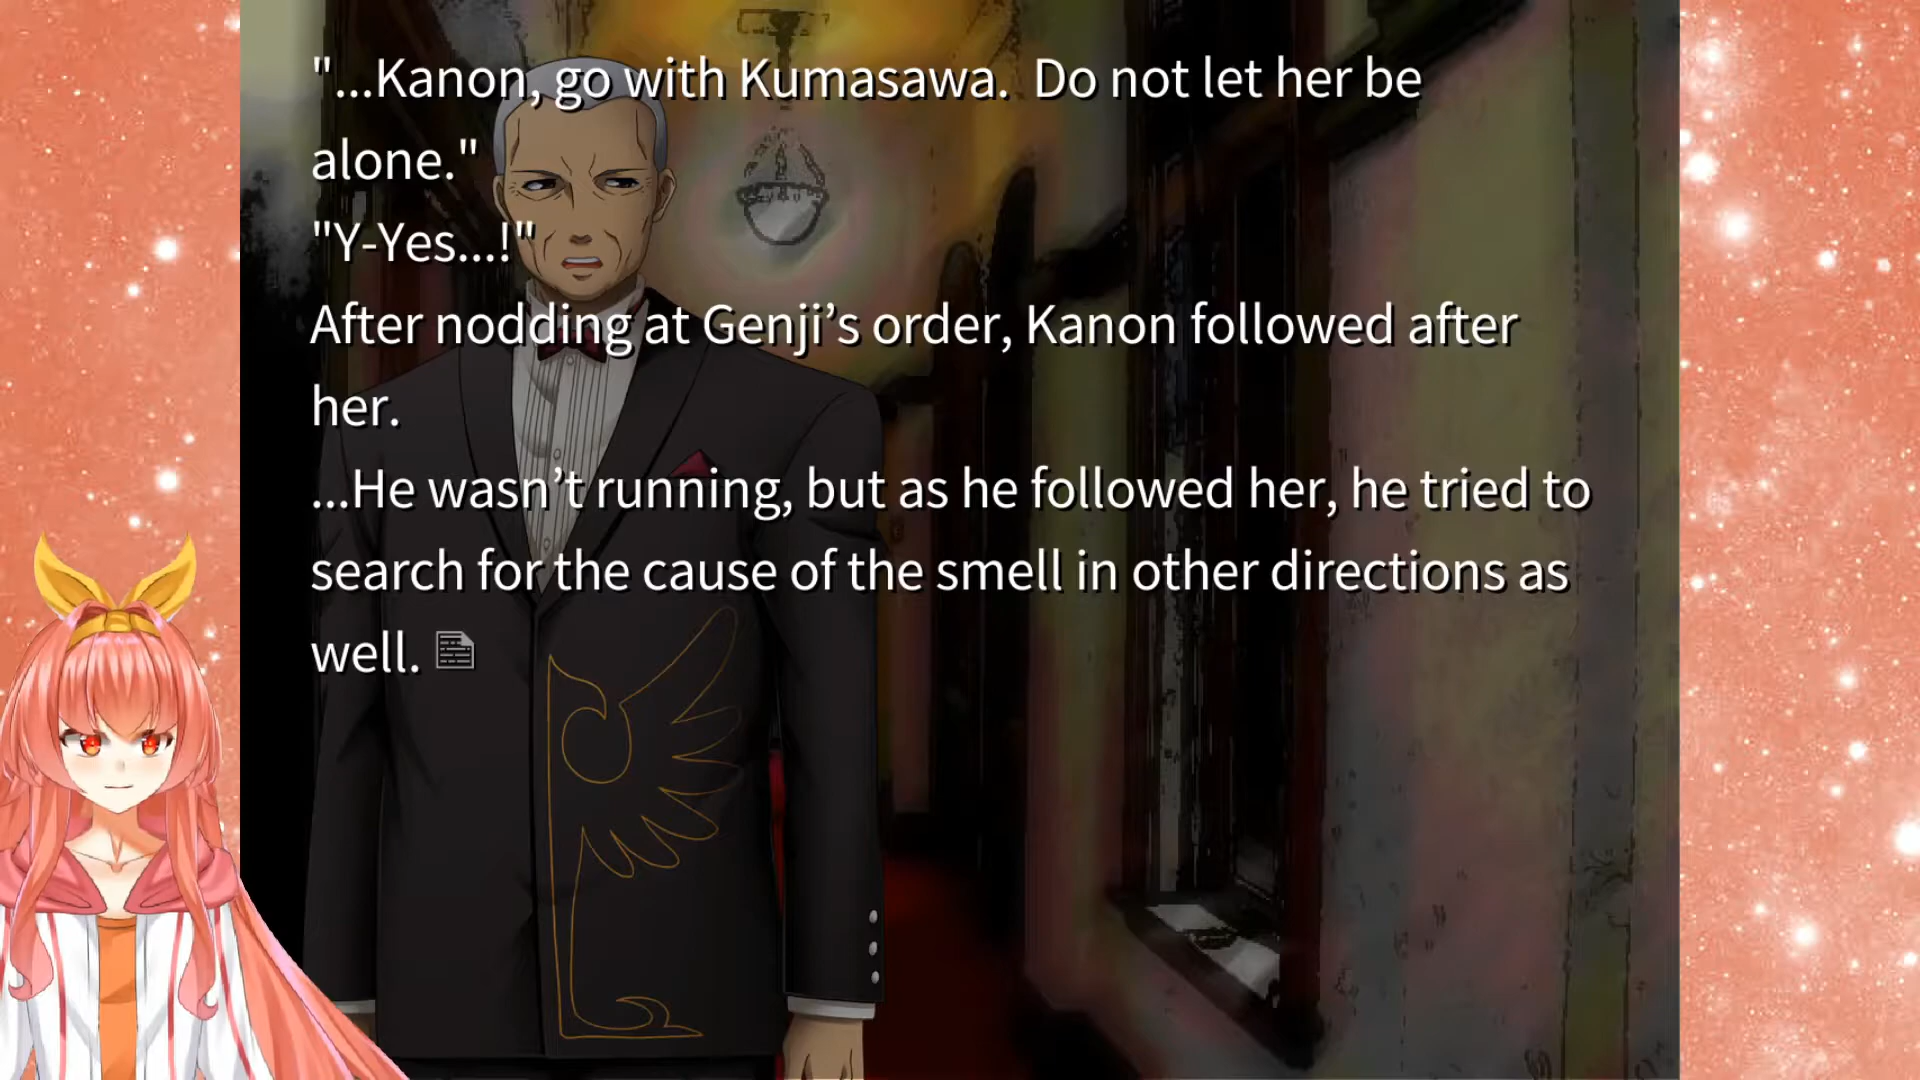 "...Kanon, go with Kumasawa.  Do not let her be
alone."
"Y-Yes...!"
After nodding at Genji’s order, Kanon followed after
her.
...He wasn’t running, but as he followed her, he tried to
search for the cause of the smell in other directions as
well.